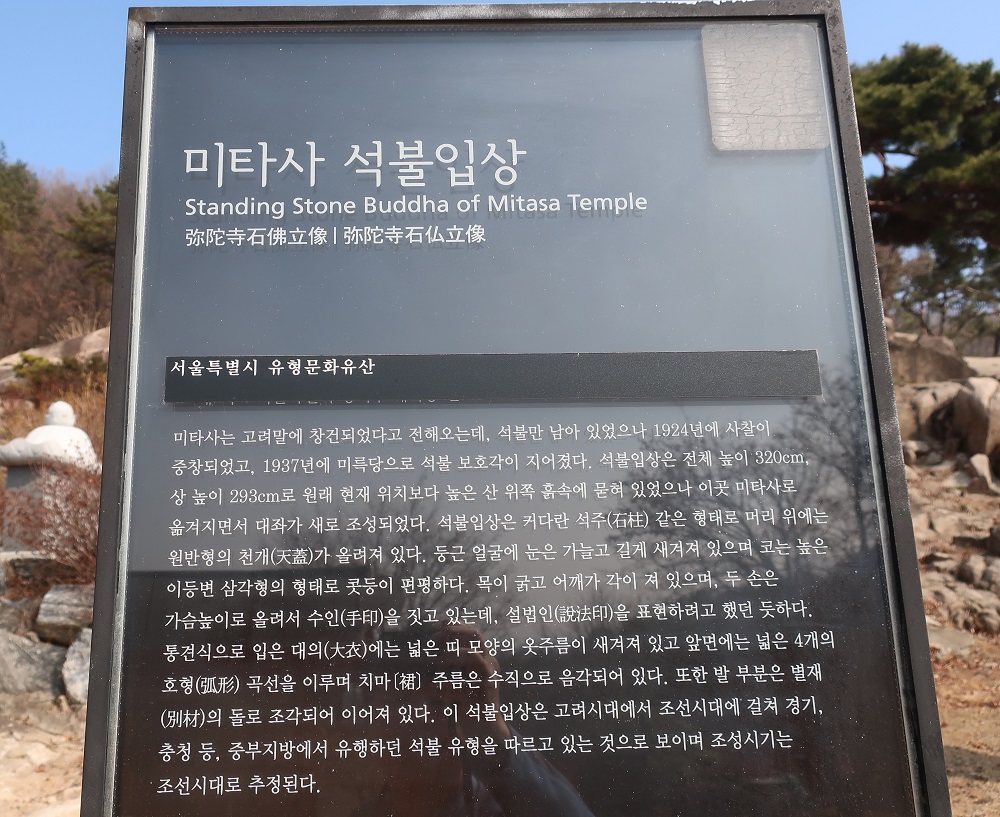 미타사 석불입상
Standing Stone Buddha of Mitasa Temple
弥陀寺石佛立像 | 弥陀寺石仏立像
서울특별시 유형문화유산
미타사는 고려말에 창건되었다고 전해오는데, 석불만 남아 있었으나 1924년에 사찰이
중창되었고, 1937년에 미륵당으로 석불 보호각이 지어졌다. 석불입상은 전체 높이 320cm,
상 높이 293cm로 원래 현재 위치보다 높은 산 위쪽 흙속에 묻혀 있었으나 이곳 미타사로
옮겨지면서 대좌가 새로 조성되었다. 석불입상은 커다란 석주(石柱) 같은 형태로 머리 위에는
원반형의 천개(天蓋)가 올려져 있다. 둥근 얼굴에 눈은 가늘고 길게 새겨져 있으며 코는 높은
이등변 삼각형의 형태로 콧등이 편평하다. 목이 굵고 어깨가 각이 져 있으며, 두 손은
가슴높이로 올려서 수인(手印)을 짓고 있는데, 설법인(說法印)을 표현하려고 했던 듯하다.
통견식으로 입은 대의(大衣)에는 넓은 띠 모양의 옷주름이 새겨져 있고 앞면에는 넓은 4개의
호형(弧形) 곡선을 이루며 치마〔裙〕 주름은 수직으로 음각되어 있다. 또한 발 부분은 별재
(別材)의 돌로 조각되어 이어져 있다. 이 석불입상은 고려시대에서 조선시대에 걸쳐 경기,
충청 등, 중부지방에서 유행하던 석불 유형을 따르고 있는 것으로 보이며 조성시기는
조선시대로 추정된다.